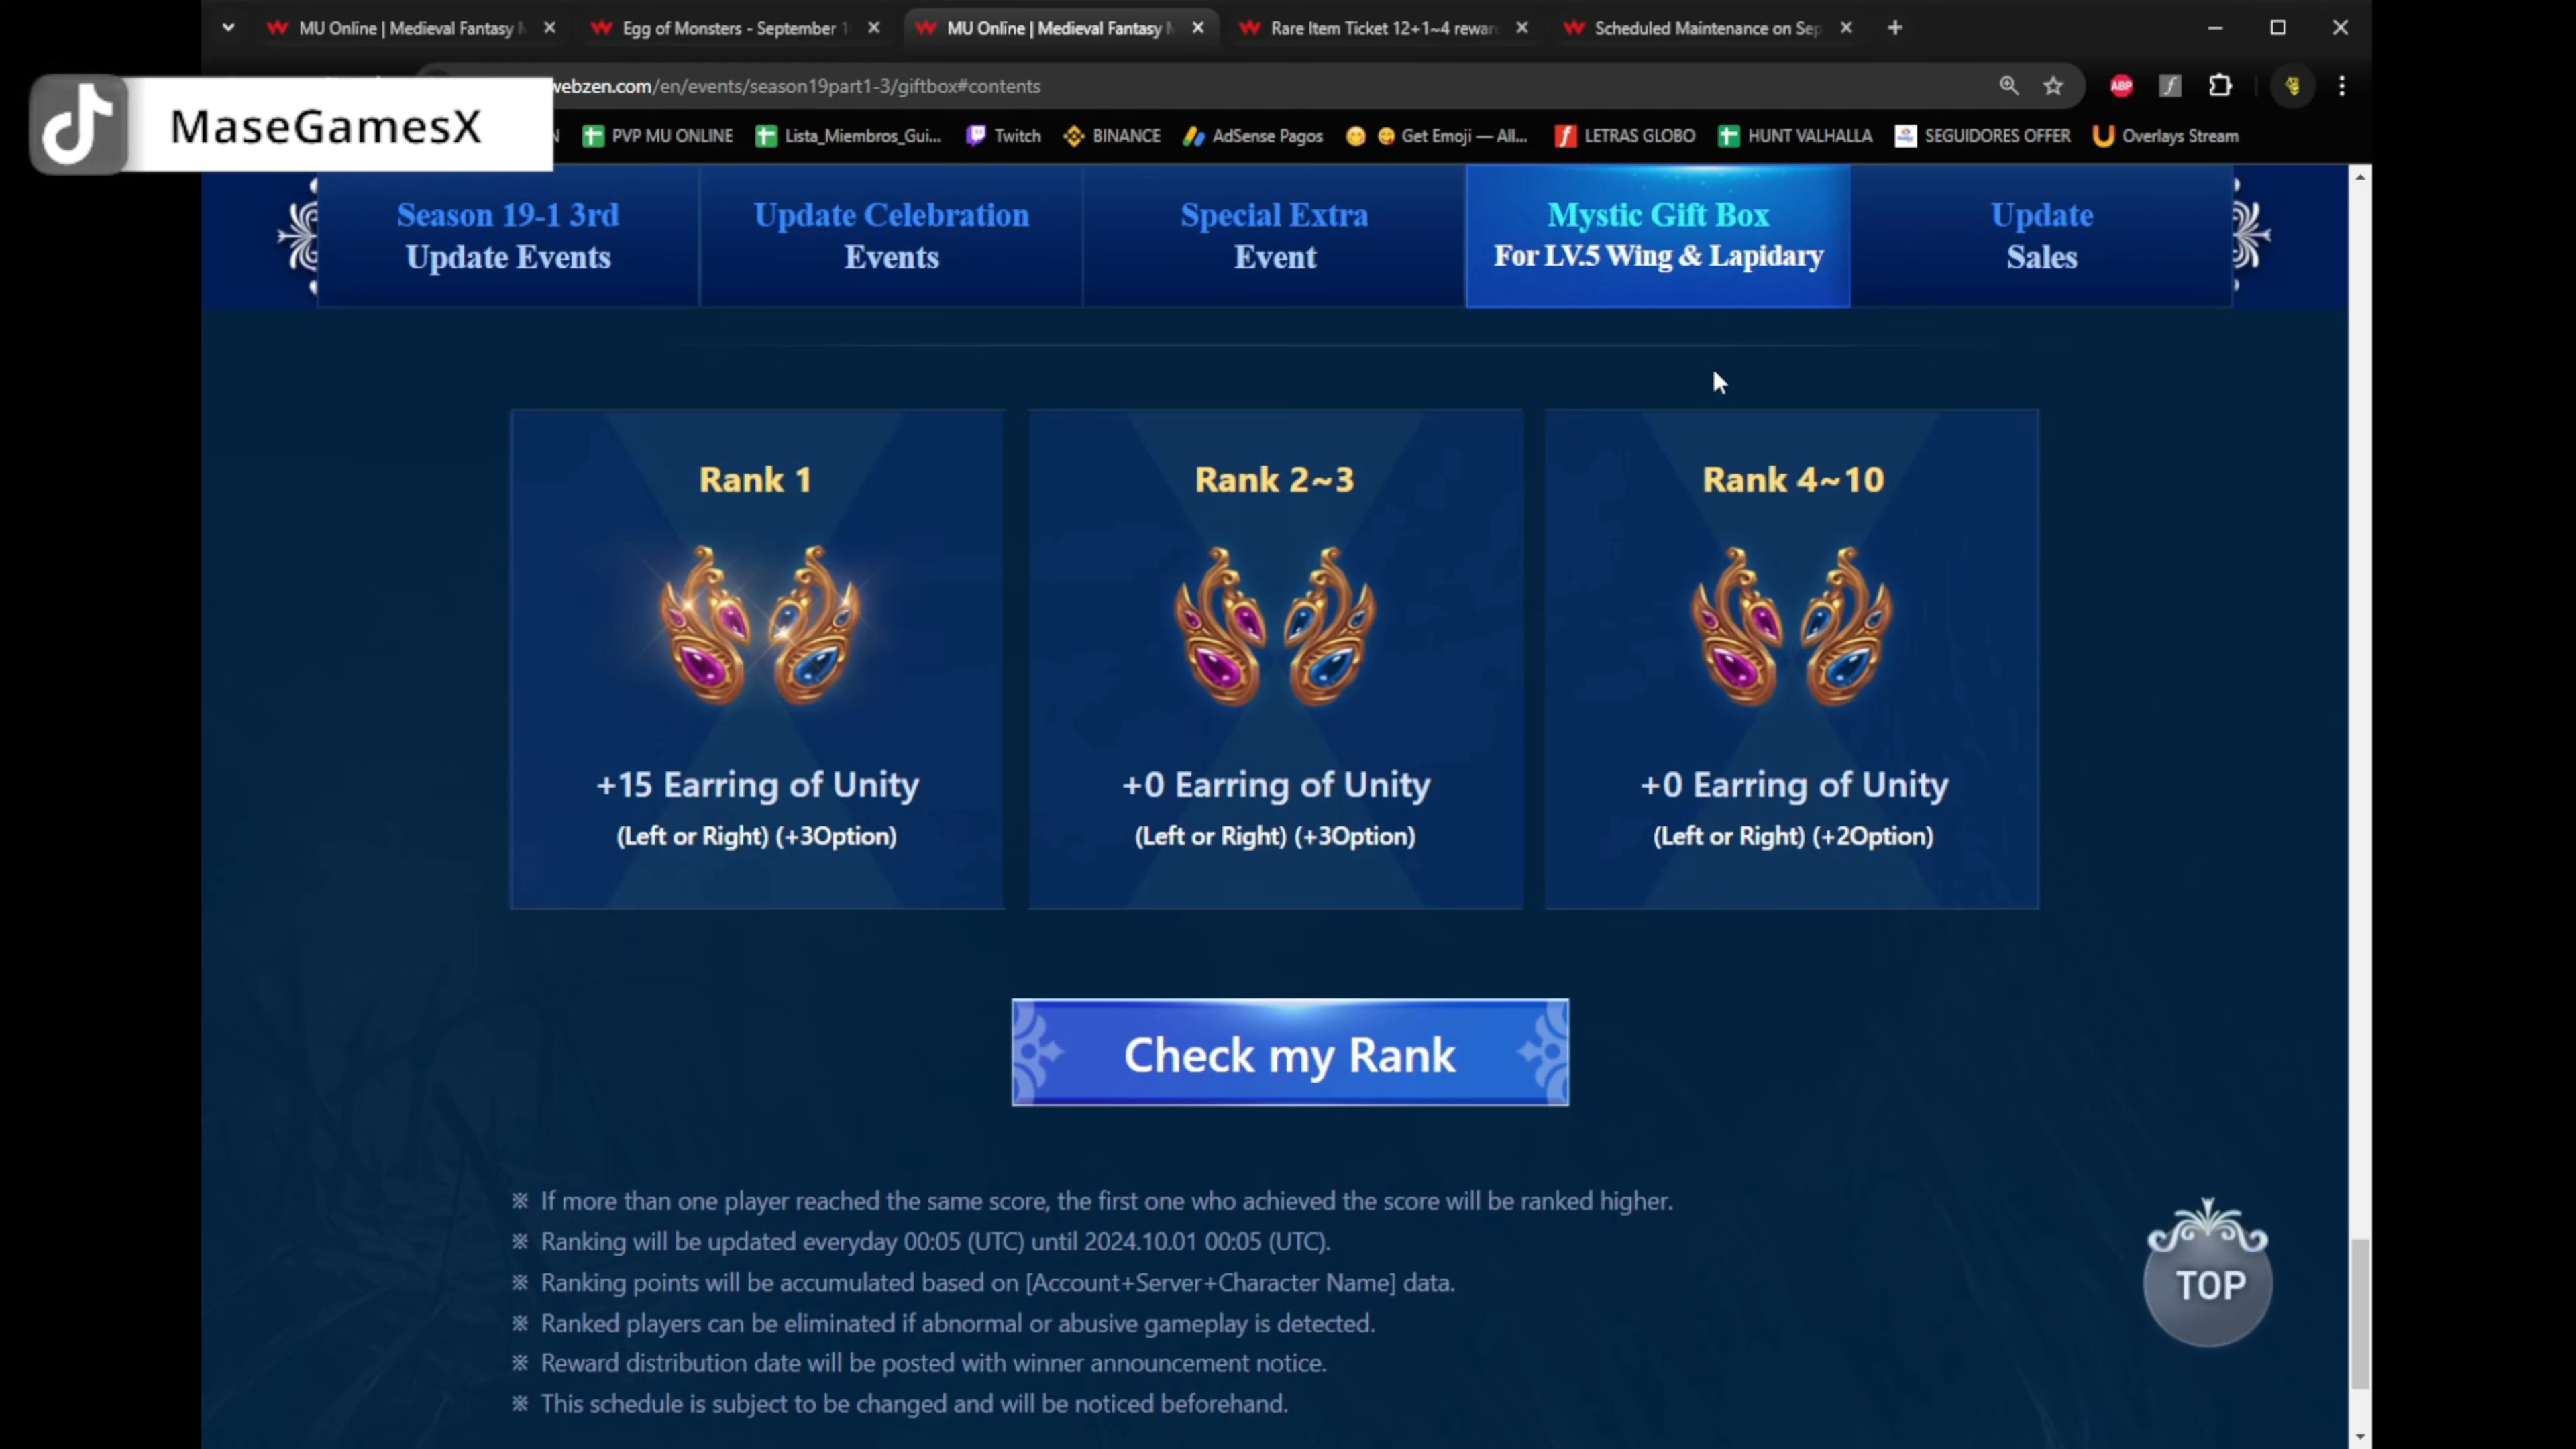 MU Online | Medieval Fantasy
Egg of Monsters - September 1
MU Online | Medieval Fantasy
Rare Item Ticket 12+1~4 rewar
Scheduled Maintenance on Sep
webzen.com/en/events/season19part1-3/giftbox#contents
ABP
MaseGamesX
N
PVP MU ONLINE
Lista_Miembros_Gui...
Twitch
BINANCE
AdSense Pagos
Get Emoji — All...
LETRAS GLOBO
HUNT VALHALLA
SEGUIDORES OFFER
Overlays Stream
Season 19-1 3rd
Update Events
Update Celebration
Events
Special Extra
Event
Mystic Gift Box
For LV.5 Wing & Lapidary
Update
Sales
Rank 1
+15 Earring of Unity
(Left or Right) (+3Option)
Rank 2~3
+0 Earring of Unity
(Left or Right) (+3Option)
Rank 4~10
+0 Earring of Unity
(Left or Right) (+2Option)
Check my Rank
※ If more than one player reached the same score, the first one who achieved the score will be ranked higher.
※ Ranking will be updated everyday 00:05 (UTC) until 2024.10.01 00:05 (UTC).
※ Ranking points will be accumulated based on [Account+Server+Character Name] data.
※ Ranked players can be eliminated if abnormal or abusive gameplay is detected.
※ Reward distribution date will be posted with winner announcement notice.
※ This schedule is subject to be changed and will be noticed beforehand.
TOP